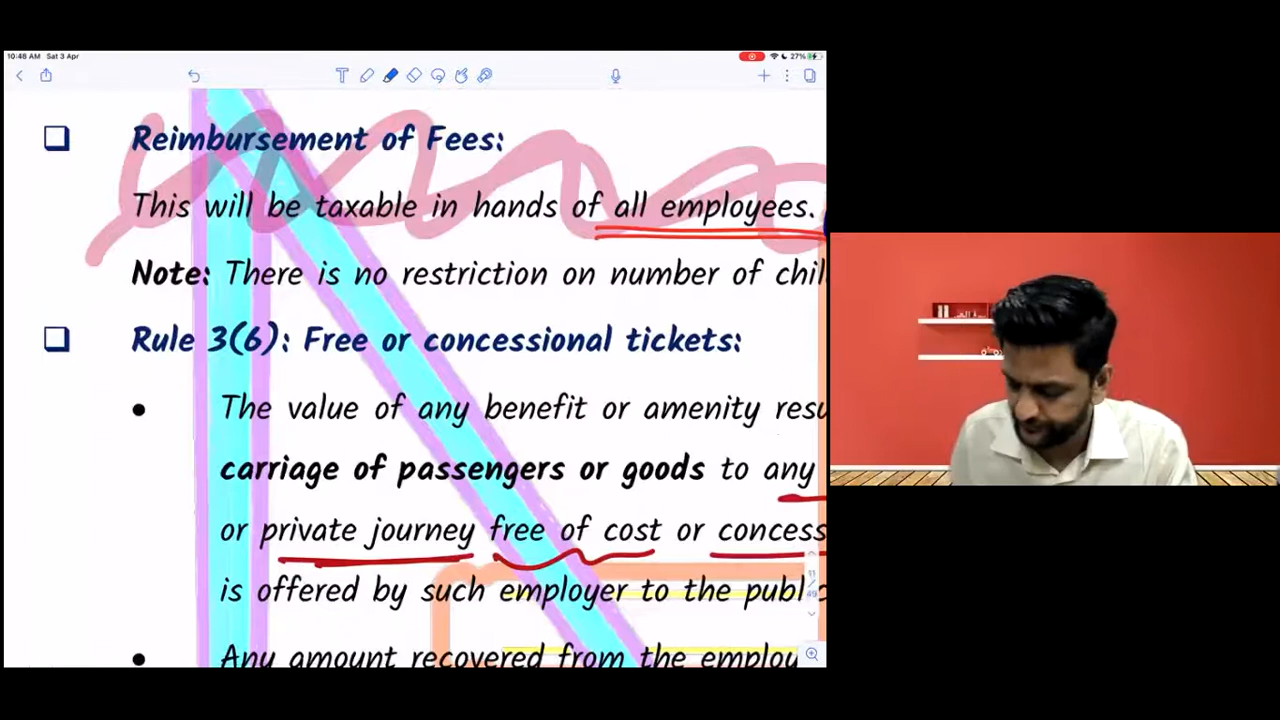 10:46 AM Sat 3 Apr
27%
Reimbursement of Fees:
This will be taxable in hands of all employees.
Note: There is no restriction on number of chil
Rule 3(6): Free or concessional tickets:
The value of any benefit or amenity resu
carriage of passengers or goods to any
or private journey free of cost or concess
is offered by such employer to the publ
Any amount recovered from the employ